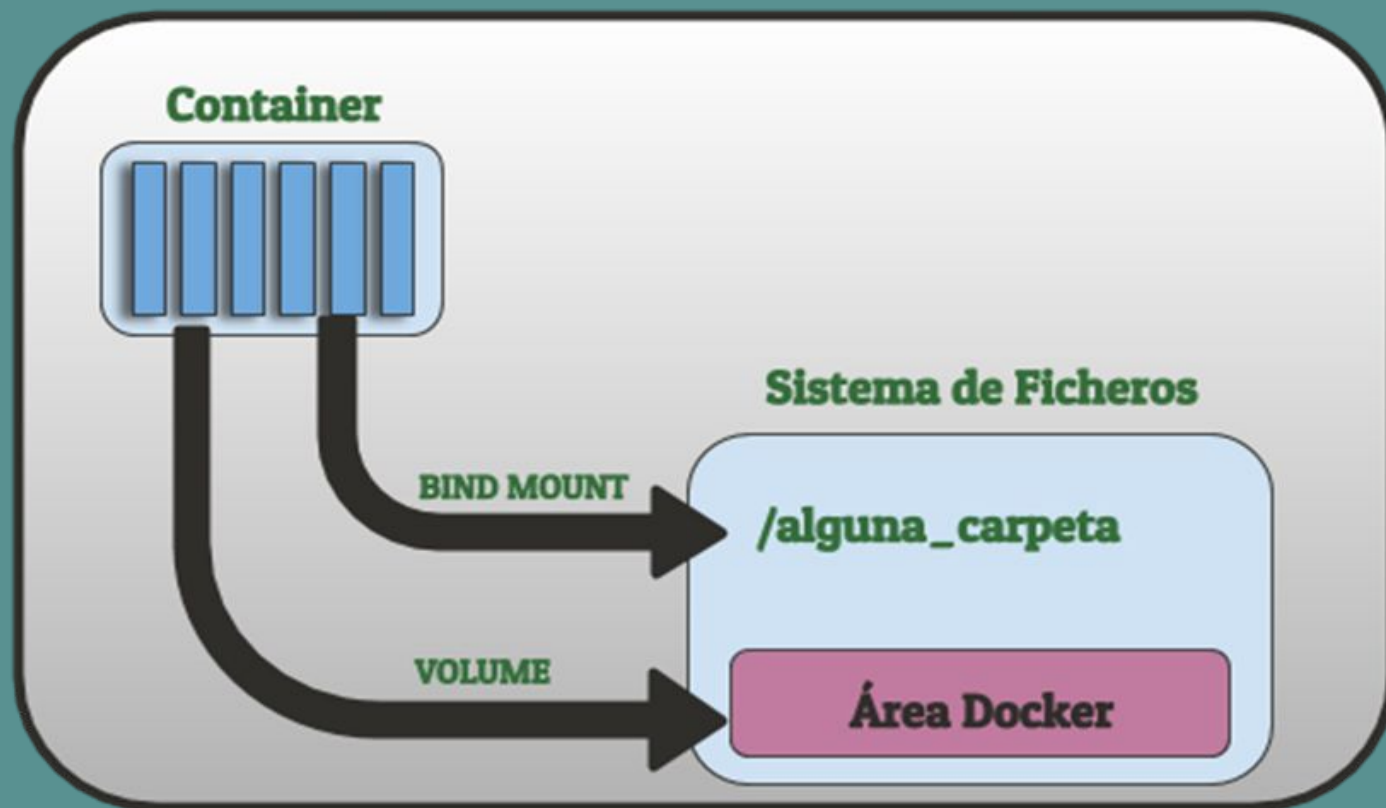 Container
Sistema de Ficheros
BIND MOUNT
/alguna_carpeta
VOLUME
Área Docker